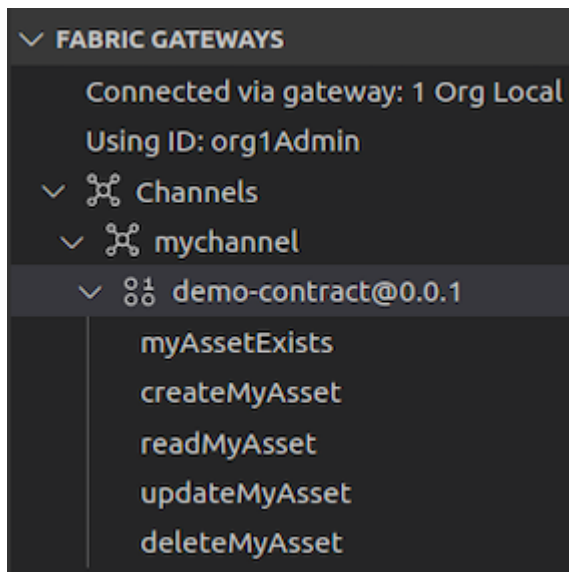 FABRIC GATEWAYS
Connected via gateway: 1 Org Local
Using ID: org1Admin
Channels
mychannel
demo-contract@0.0.1
myAssetExists
createMyAsset
readMyAsset
updateMyAsset
deleteMyAsset